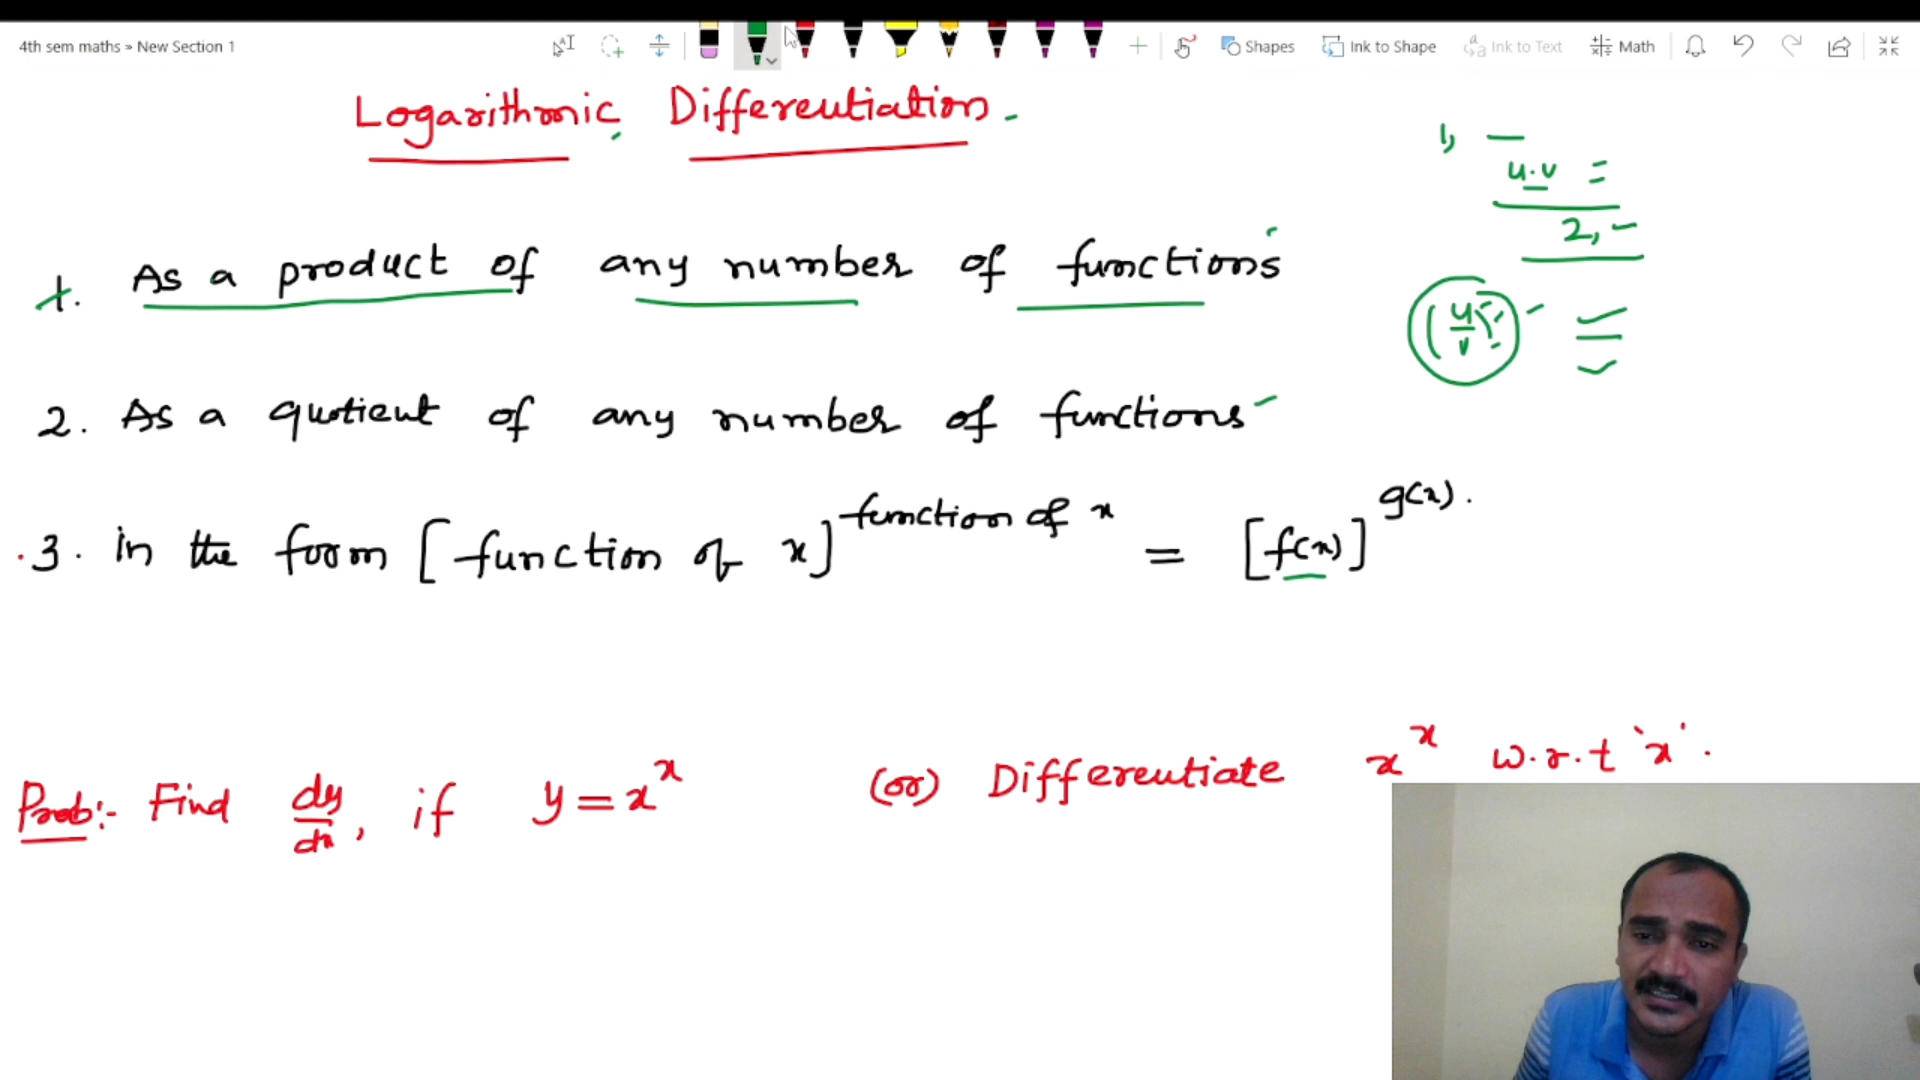 4th sem maths » New Section 1
Shapes Ink to Shape Ink to Text Math
Logarithmic Differentiation.
1, —
u.v =
2, –
1. As a product of any number of functions
(u/v)
2. As a quotient of any number of functions
3. in the form [function of x]^function of x = [f(x)]^g(x).
Prob:- Find dy/dx, if y = x^x (or) Differentiate x^x w.r.t 'x'.